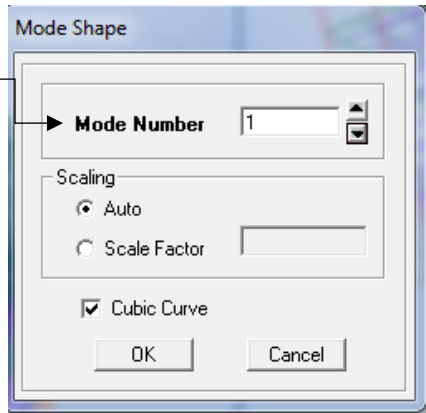 Mode Shape
Mode Number 1
Scaling
Auto
Scale Factor
Cubic Curve
OK Cancel